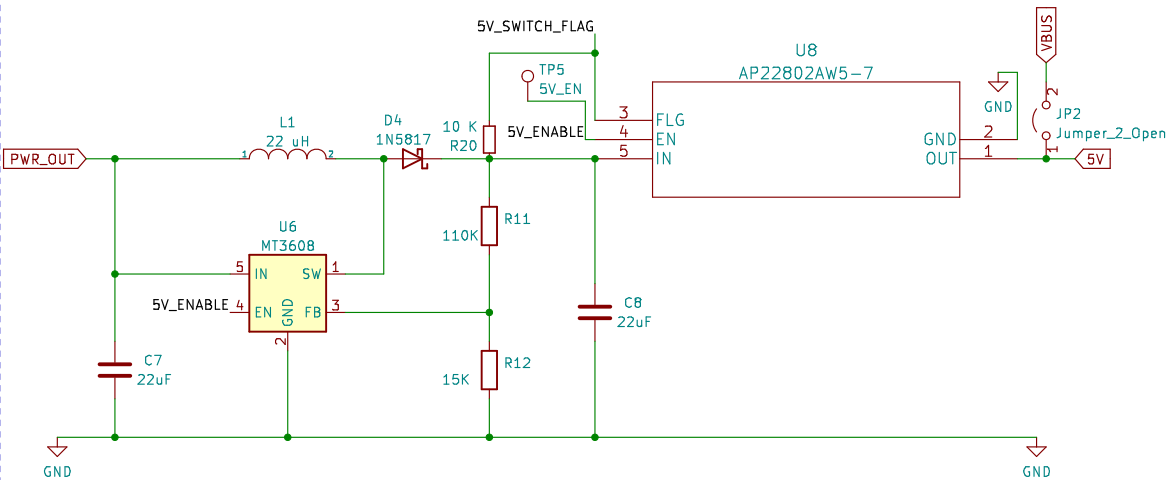 5V_SWITCH_FLAG
VBUS
U8
AP22802AW5-7
TP5
5V_EN
GND
2
JP2
Jumper_2_Open
1
L1
22 uH
1
2
D4
1N5817
10 K
R20
5V_ENABLE
3
FLG
4
EN
5
IN
GND
2
OUT
1
PWR_OUT
5V
U6
MT3608
R11
110K
5
IN
SW
1
5V_ENABLE
4
EN
GND
FB
3
2
C8
22uF
C7
22uF
R12
15K
GND
GND